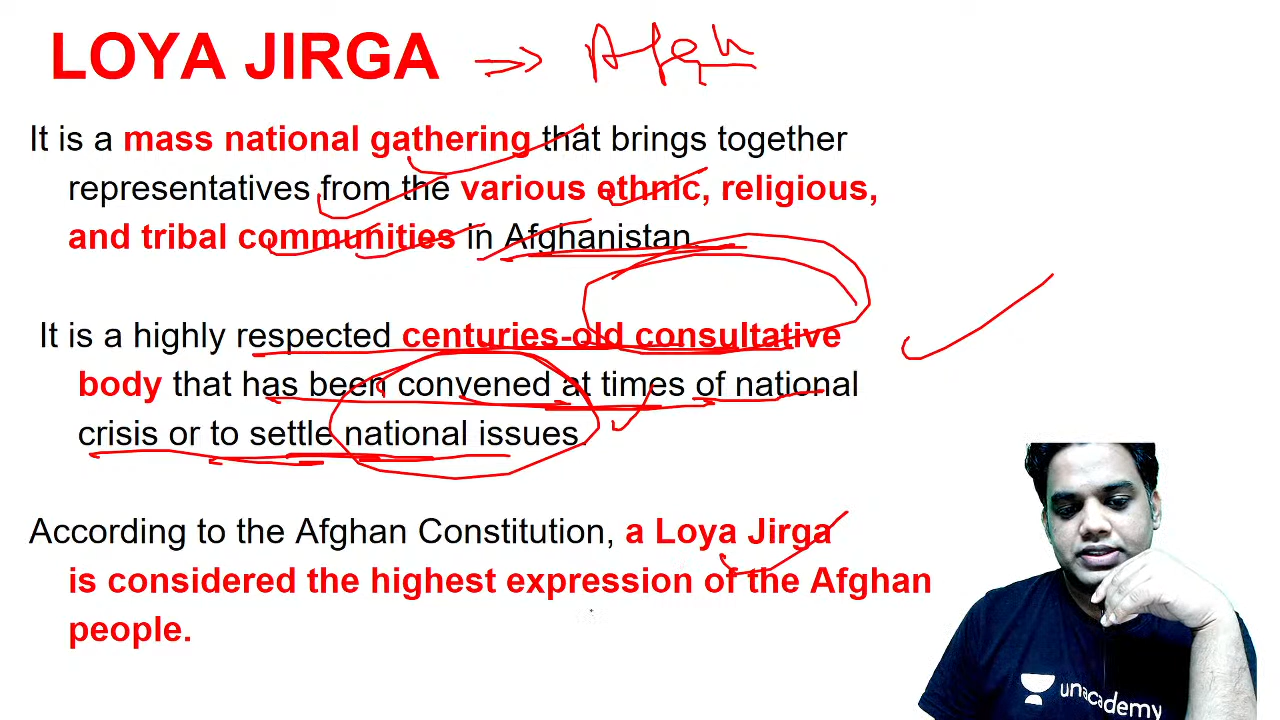 LOYA JIRGA → Afgh
It is a mass national gathering that brings together
representatives from the various ethnic, religious,
and tribal communities in Afghanistan.
It is a highly respected centuries-old consultative
body that has been convened at times of national
crisis or to settle national issues.
According to the Afghan Constitution, a Loya Jirga
is considered the highest expression of the Afghan
people.
unacademy